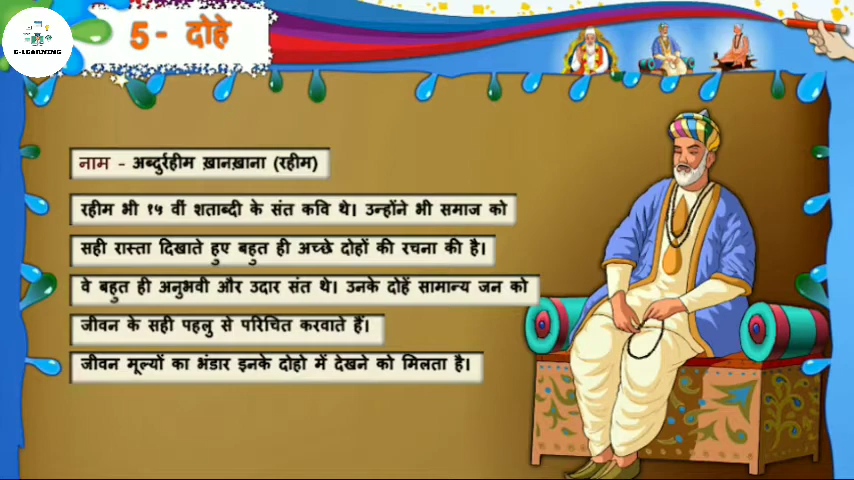 G-LEARNING
5- दोहे
नाम - अब्दुर्रहीम ख़ानख़ाना (रहीम)
रहीम भी १५ वीं शताब्दी के संत कवि थे। उन्होंने भी समाज को
सही रास्ता दिखाते हुए बहुत ही अच्छे दोहों की रचना की है।
वे बहुत ही अनुभवी और उदार संत थे। उनके दोहें सामान्य जन को
जीवन के सही पहलु से परिचित करवाते हैं।
जीवन मूल्यों का भंडार इनके दोहो में देखने को मिलता है।